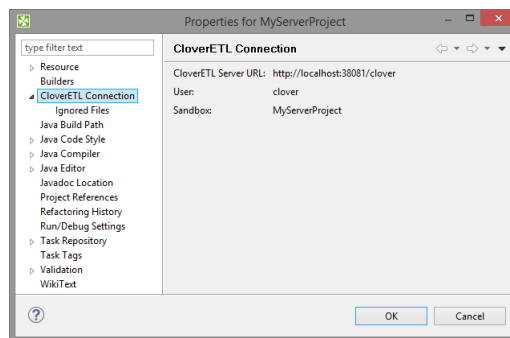 Properties for MyServerProject
type filter text
CloverETL Connection
Resource
Builders
CloverETL Connection
Ignored Files
Java Build Path
Java Code Style
Java Compiler
Java Editor
Javadoc Location
Project References
Refactoring History
Run/Debug Settings
Task Repository
Task Tags
Validation
WikiText
CloverETL Server URL: http://localhost:38081/clover
User: clover
Sandbox: MyServerProject
OK Cancel